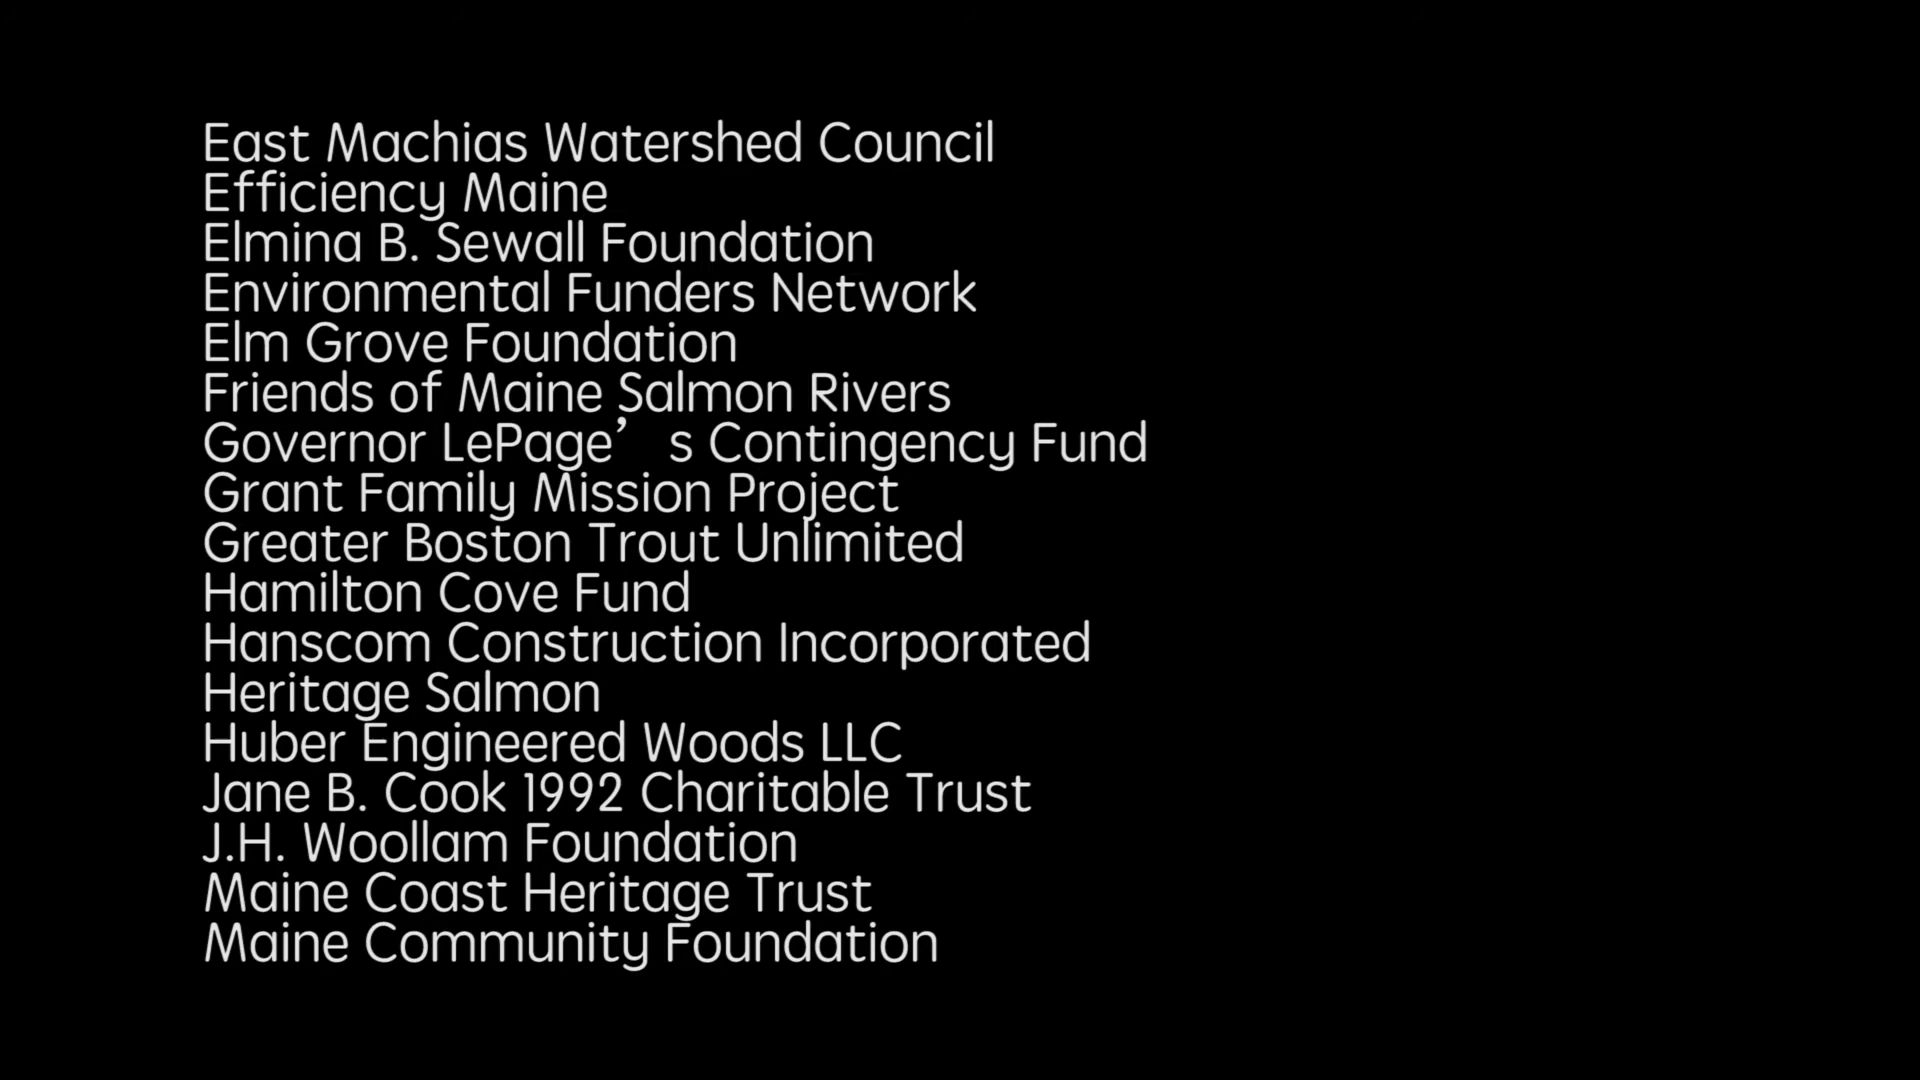 East Machias Watershed Council
Efficiency Maine
Elmina B. Sewall Foundation
Environmental Funders Network
Elm Grove Foundation
Friends of Maine Salmon Rivers
Governor LePage’s Contingency Fund
Grant Family Mission Project
Greater Boston Trout Unlimited
Hamilton Cove Fund
Hanscom Construction Incorporated
Heritage Salmon
Huber Engineered Woods LLC
Jane B. Cook 1992 Charitable Trust
J.H. Woollam Foundation
Maine Coast Heritage Trust
Maine Community Foundation